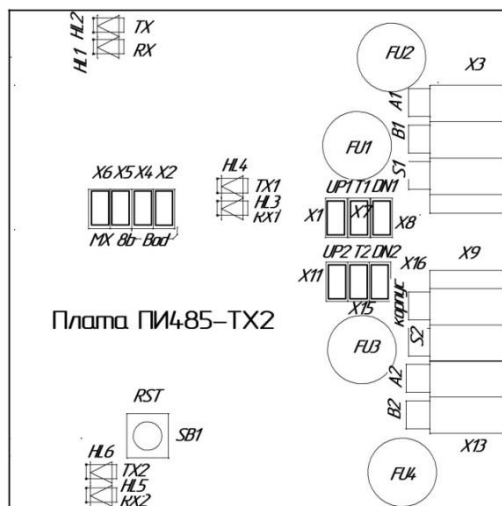 HL2 TX
HL1 RX
FU2
X3
A1
FU1
B1
S1
X6 X5 X4 X2
HL4
TX1
HL3
RX1
UP1 T1 DN1
X1 X7 X8
MX 8b-Bod
UP2 T2 DN2
X16 X9
X11
X15
корпус
Плата ПИ485-TX2
FU3
S2
A2
RST
SB1
B2
X13
HL6
TX2
HL5
RX2
FU4